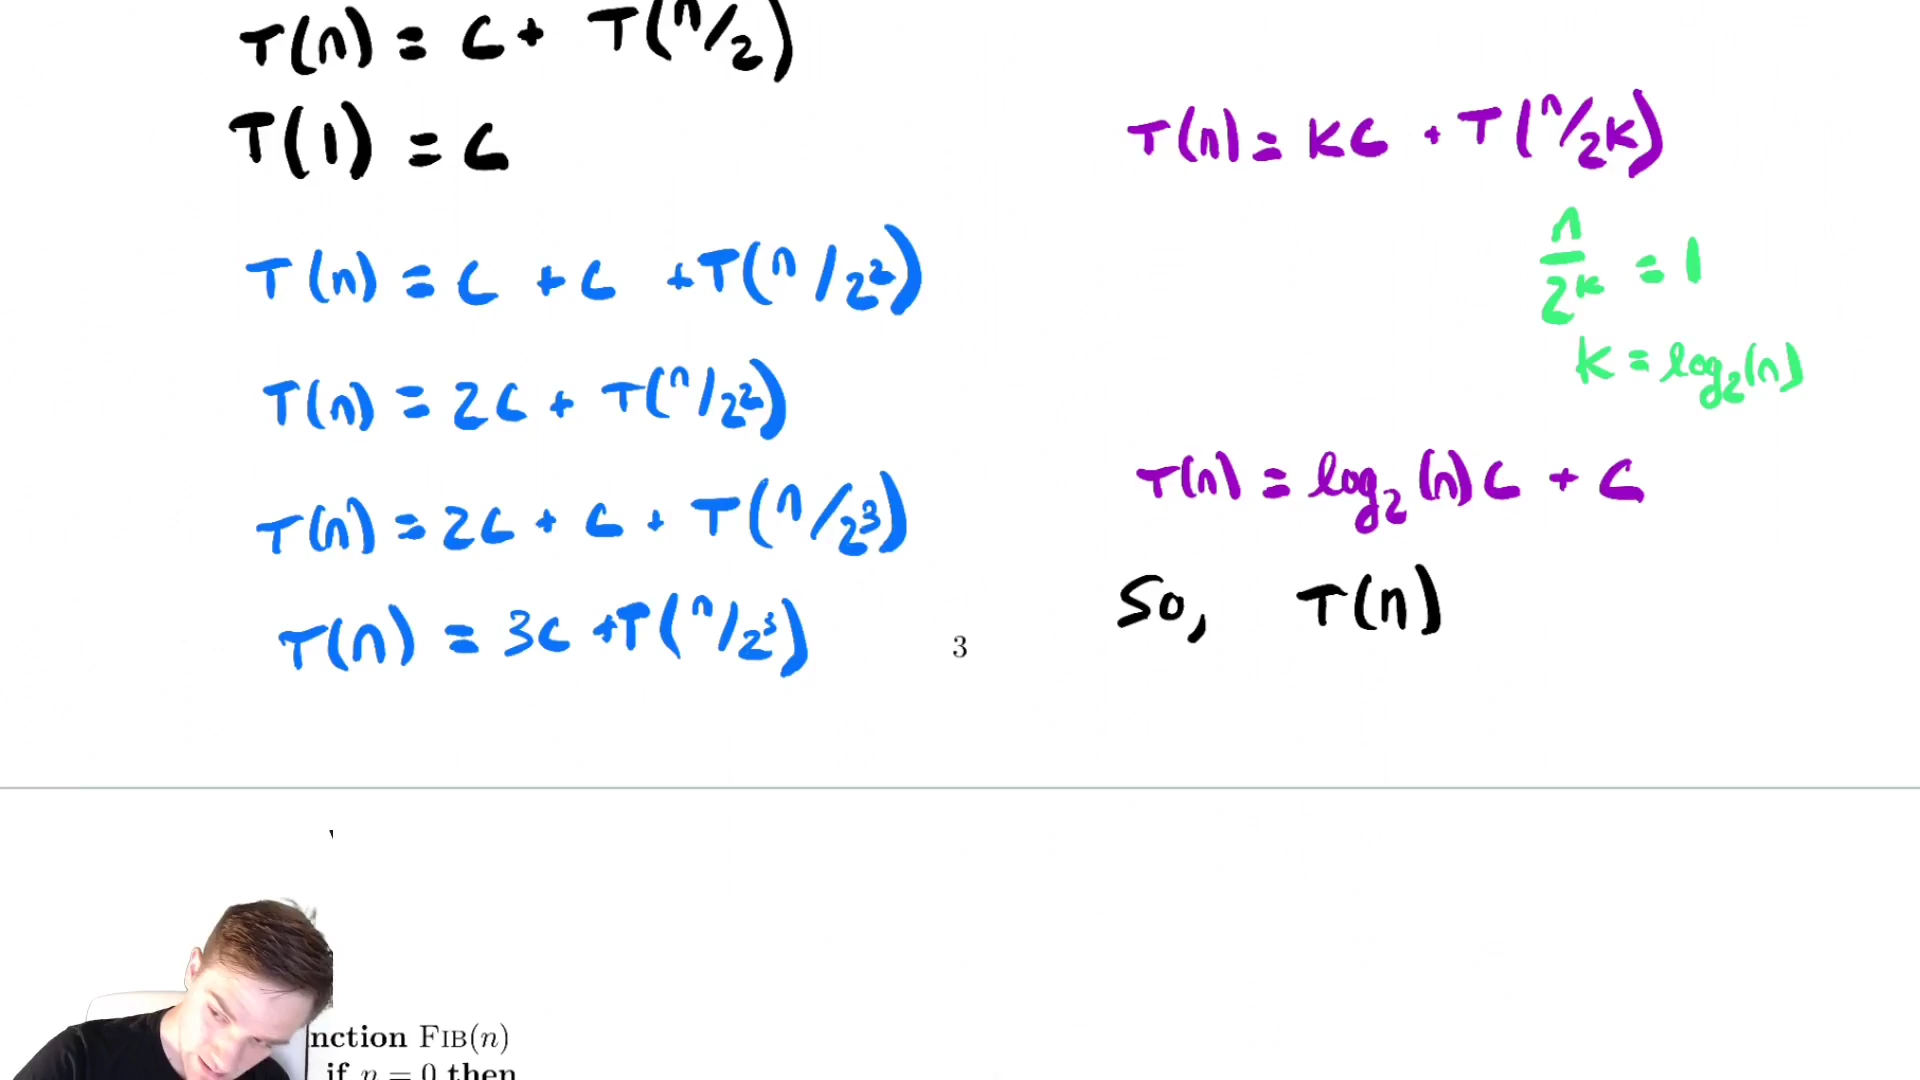 T(n) = C + T(n/2)
T(1) = C
T(n) = C + C + T(n/2²)
T(n) = 2C + T(n/2²)
T(n) = 2C + C + T(n/2³)
T(n) = 3C + T(n/2³)
T(n) = KC + T(n/2K)
n/2ᵏ = 1
K = log₂(n)
T(n) = log₂(n)C + C
So, T(n)
3
nction FIB(n)
if n = 0 then